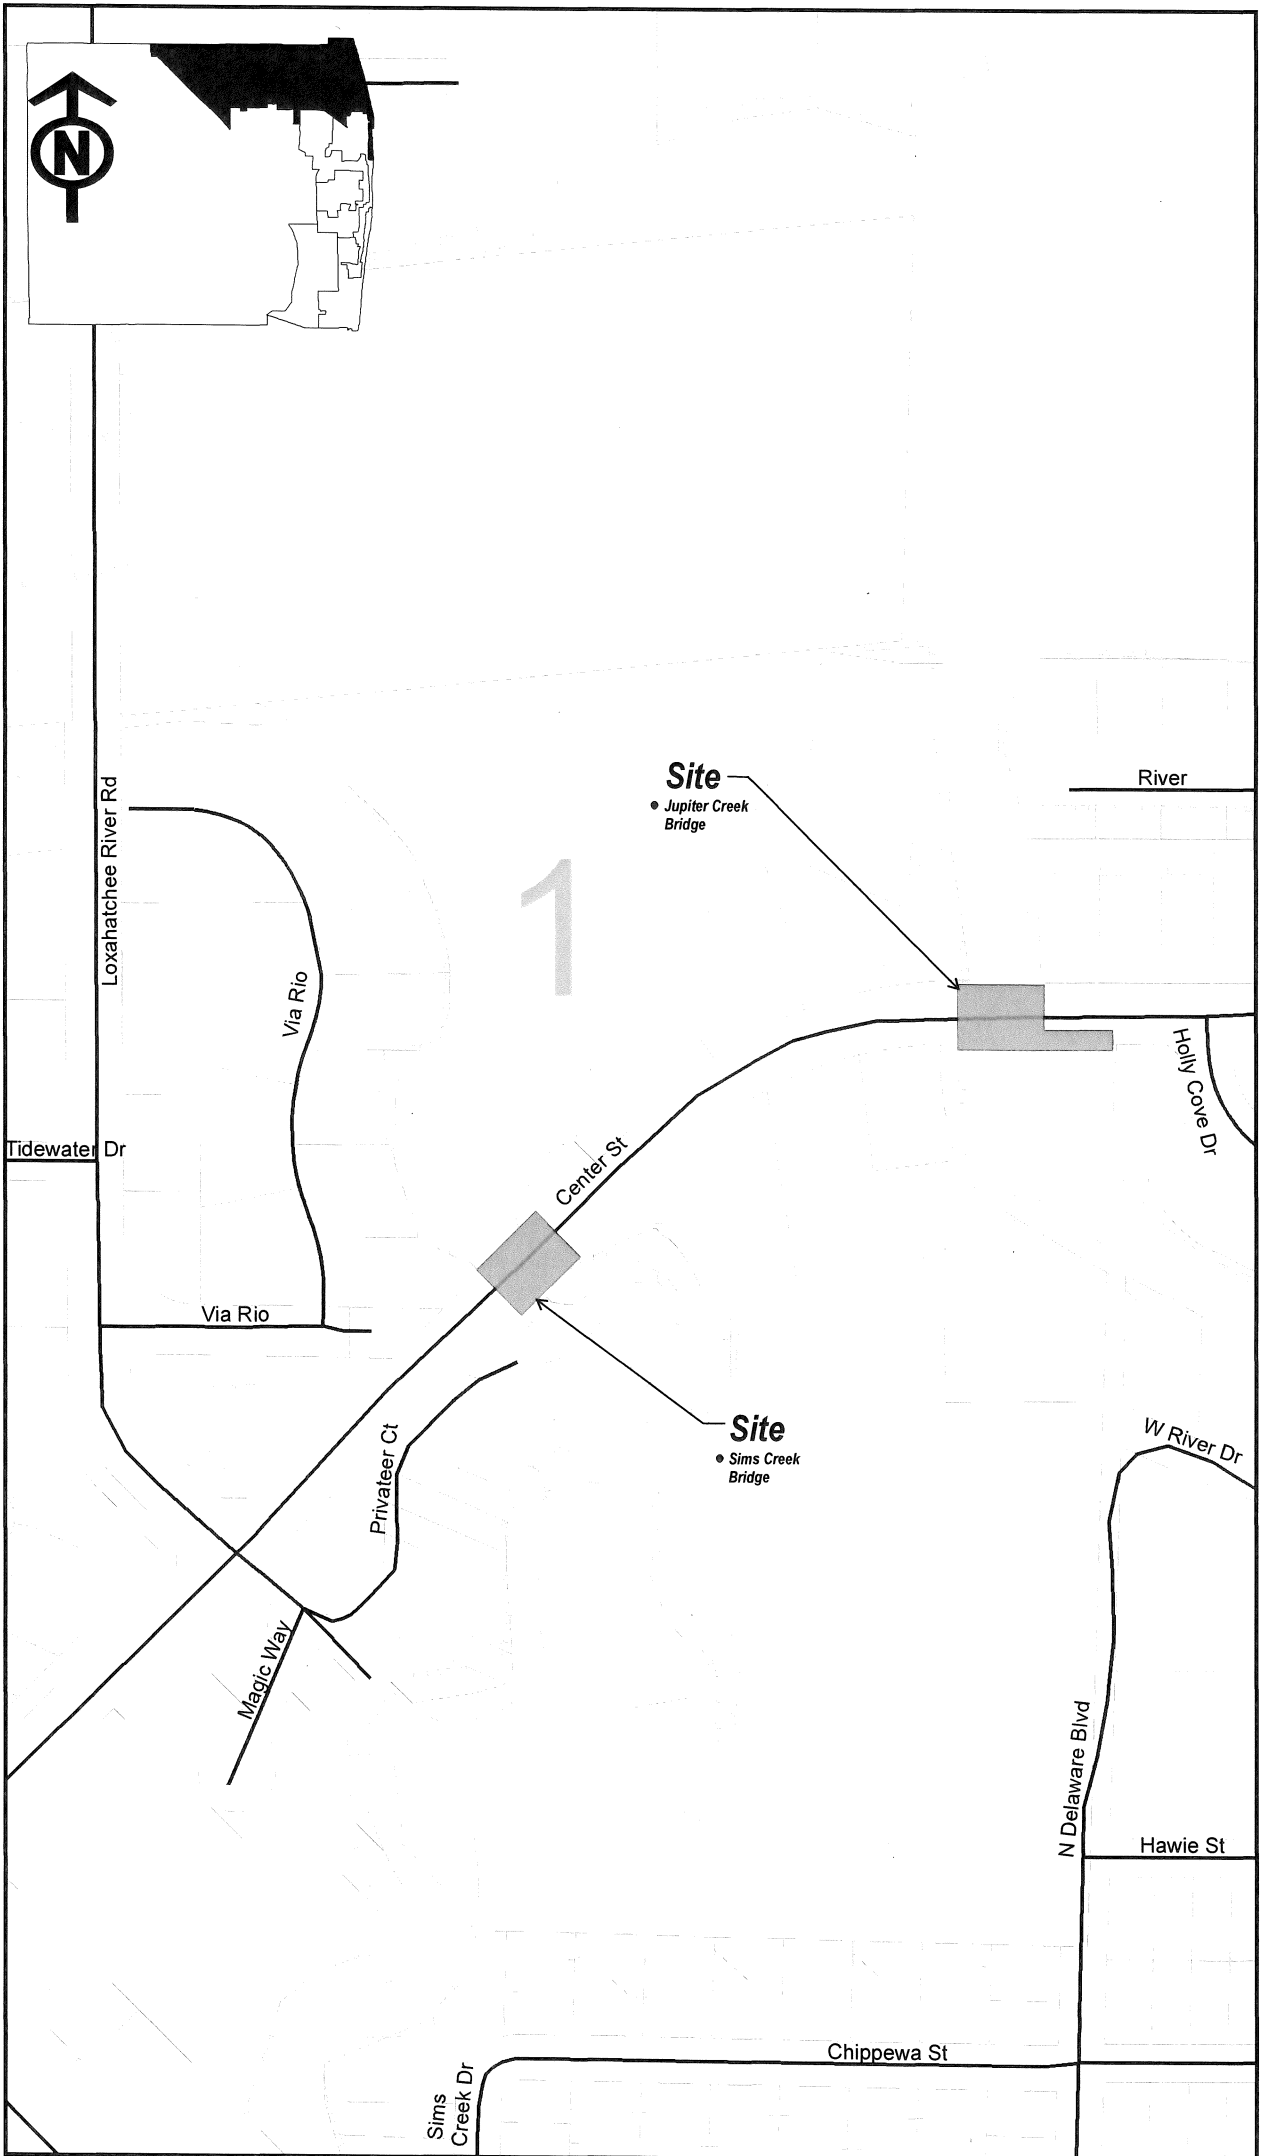 N
Site
• Jupiter Creek
Bridge
River
Loxahatchee River Rd
1
Via Rio
Holly Cove Dr
Tidewater Dr
Center St
Via Rio
Site
• Sims Creek
Bridge
Privateer Ct
W River Dr
Magic Way
N Delaware Blvd
Hawie St
Chippewa St
Sims
Creek Dr